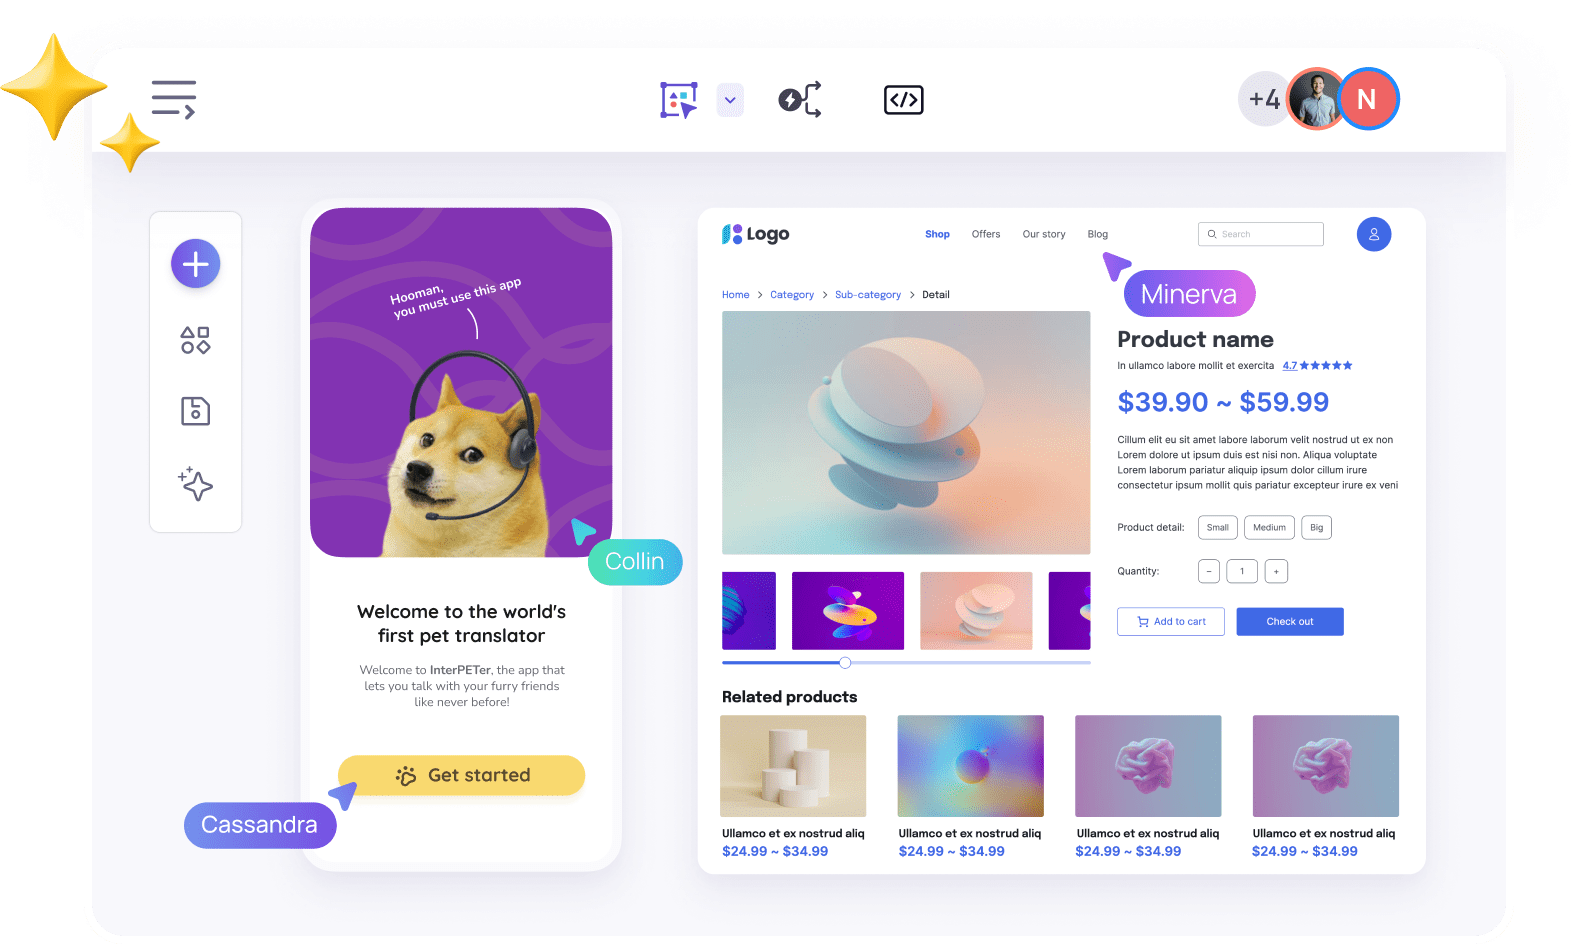 +4
N
Hooman,
you must use this app
Collin
Welcome to the world's
first pet translator
Welcome to InterPETer, the app that
lets you talk with your furry friends
like never before!
Get started
Cassandra
Logo
Shop
Offers
Our story
Blog
Search
Minerva
Home > Category > Sub-category > Detail
Product name
In ullamco labore mollit et exercita 4.7 ★★★★★
$39.90 ~ $59.99
Cillum elit eu sit amet labore laborum velit nostrud ut ex non
Lorem dolore ut ipsum duis est nisi non. Aliqua voluptate
Lorem laborum pariatur aliquip ipsum dolor cillum irure
consectetur ipsum mollit quis pariatur excepteur irure ex veni
Product detail: Small Medium Big
Quantity: − 1 +
Add to cart
Check out
Related products
Ullamco et ex nostrud aliq
$24.99 ~ $34.99
Ullamco et ex nostrud aliq
$24.99 ~ $34.99
Ullamco et ex nostrud aliq
$24.99 ~ $34.99
Ullamco et ex nostrud aliq
$24.99 ~ $34.99